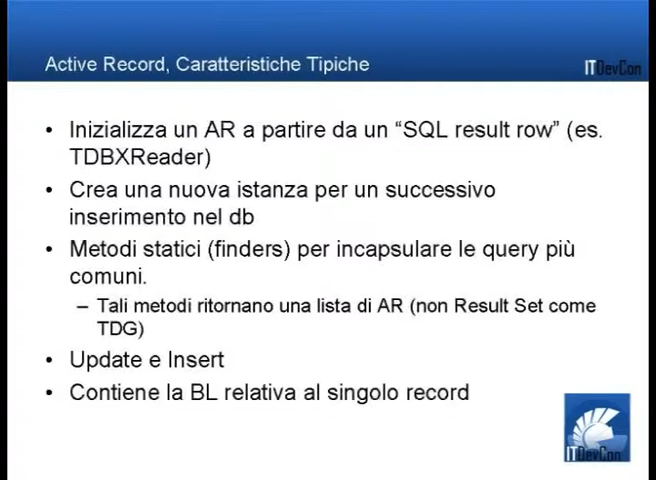 Active Record, Caratteristiche Tipiche
ITDevCon
• Inizializza un AR a partire da un “SQL result row” (es.
TDBXReader)
• Crea una nuova istanza per un successivo
inserimento nel db
• Metodi statici (finders) per incapsulare le query più
comuni.
– Tali metodi ritornano una lista di AR (non Result Set come
TDG)
• Update e Insert
• Contiene la BL relativa al singolo record
ITDevCon